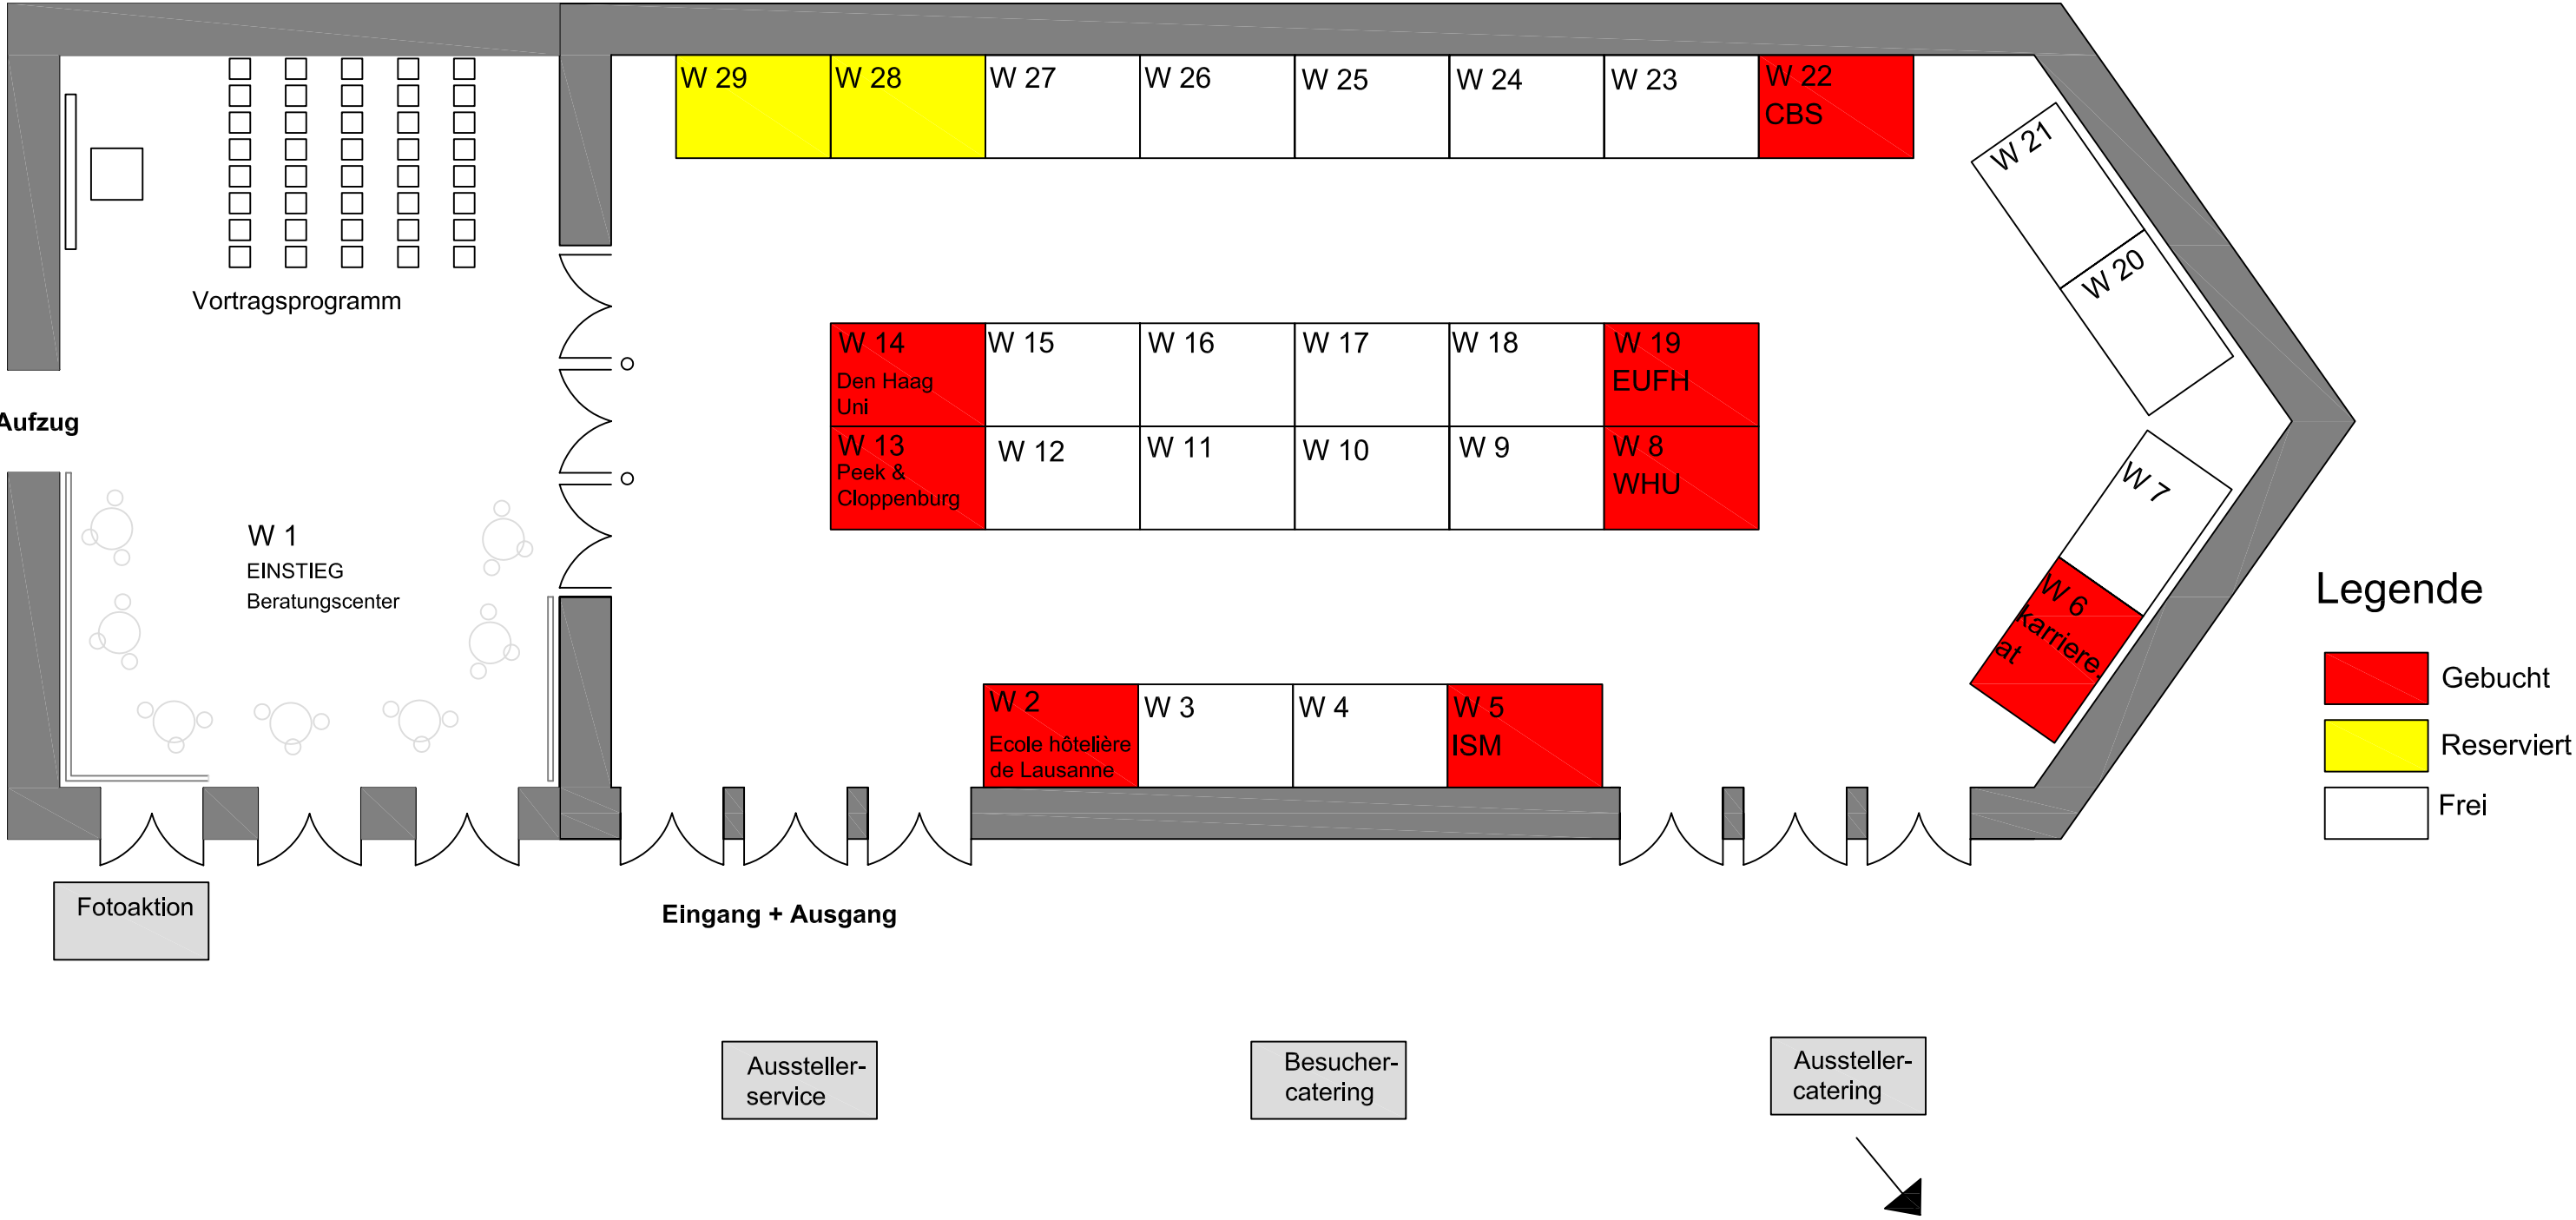 W 29
W 28
W 27
W 26
W 25
W 24
W 23
W 22
CBS
W 21
W 20
Vortragsprogramm
W 14
Den Haag
Uni
W 15
W 16
W 17
W 18
W 19
EUFH
Aufzug
W 13
Peek &
Cloppenburg
W 12
W 11
W 10
W 9
W 8
WHU
W 7
W 6
karriere.
at
W 1
EINSTIEG
Beratungscenter
Legende
Gebucht
Reserviert
Frei
W 2
Ecole hôtelière
de Lausanne
W 3
W 4
W 5
ISM
Fotoaktion
Eingang + Ausgang
Aussteller-
service
Besucher-
catering
Aussteller-
catering